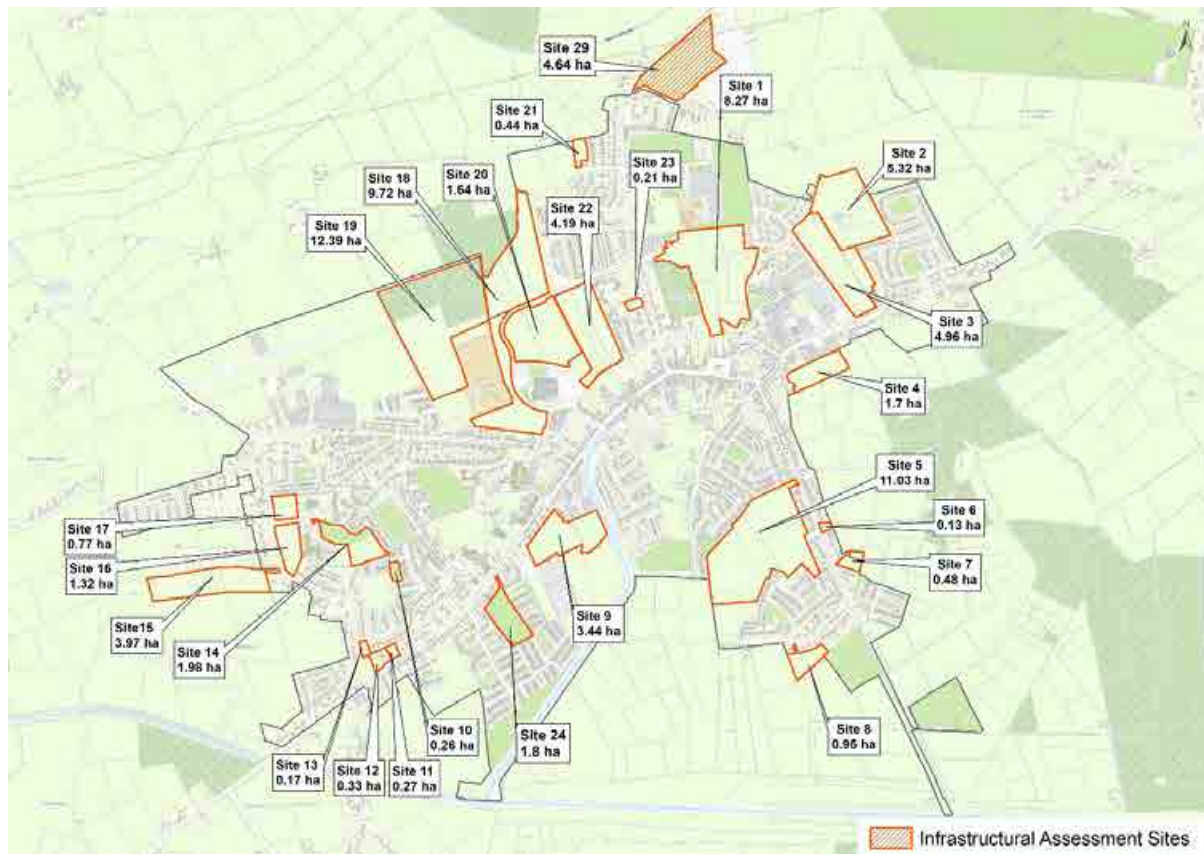 Site 29
4.64 ha
Site 1
8.27 ha
N
Site 21
0.44 ha
Site 23
0.21 ha
Site 2
5.32 ha
Site 20
1.64 ha
Site 18
9.72 ha
Site 22
4.19 ha
Site 19
12.39 ha
Site 3
4.96 ha
Site 4
1.7 ha
Site 5
11.03 ha
Site 6
0.13 ha
Site 17
0.77 ha
Site 7
0.48 ha
Site 16
1.32 ha
Site15
3.97 ha
Site 9
3.44 ha
Site 14
1.98 ha
Site 10
0.26 ha
Site 24
1.8 ha
Site 8
0.95 ha
Site 13
0.17 ha
Site 12
0.33 ha
Site 11
0.27 ha
Infrastructural Assessment Sites